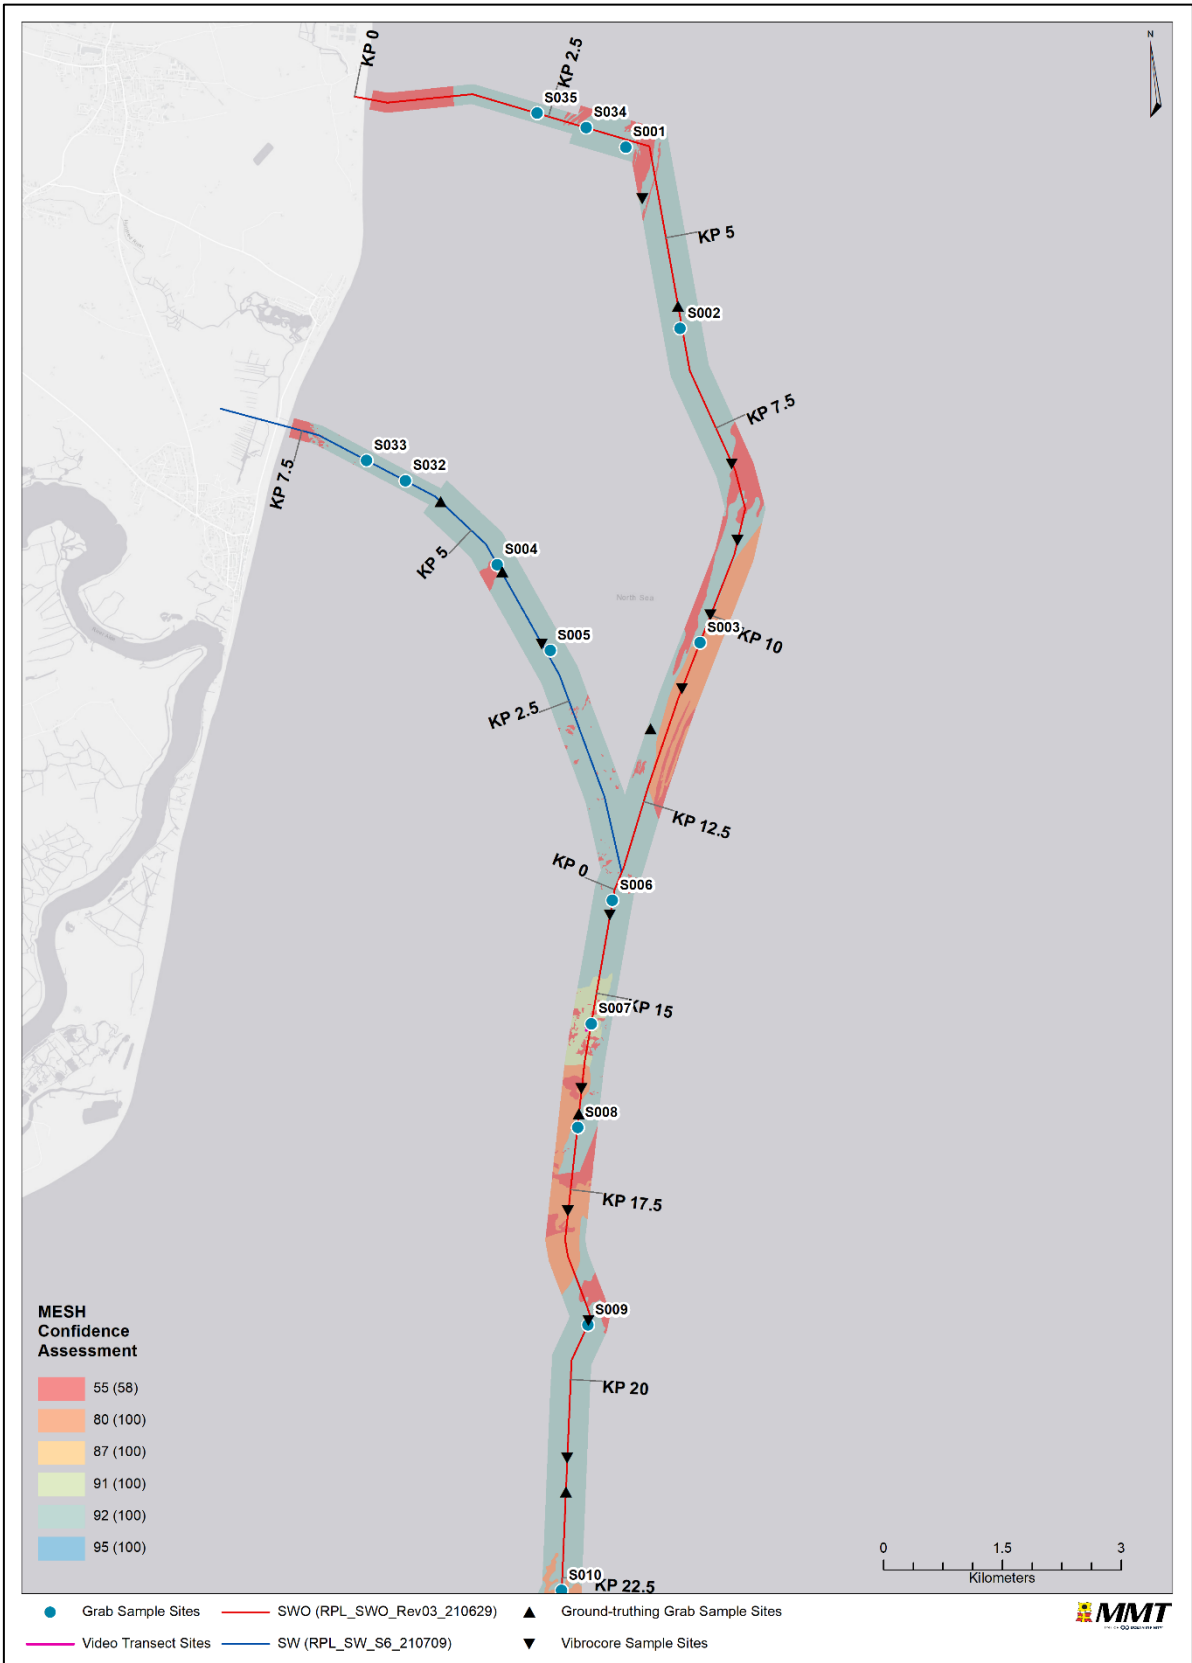 N
KP 0
KP 2.5
S035
S034
S001
KP 5
S002
KP 7.5
S033
S032
KP 7.5
KP 5
S004
North Sea
S003
KP 10
S005
KP 2.5
KP 12.5
KP 0
S006
KP 15
S007
S008
KP 17.5
S009
KP 20
S010
KP 22.5
MESH
Confidence
Assessment
55 (58)
80 (100)
87 (100)
91 (100)
92 (100)
95 (100)
0 1.5 3
Kilometers
Grab Sample Sites
SWO (RPL_SWO_Rev03_210629)
Ground-truthing Grab Sample Sites
Video Transect Sites
SW (RPL_SW_S6_210709)
Vibrocore Sample Sites
MMT